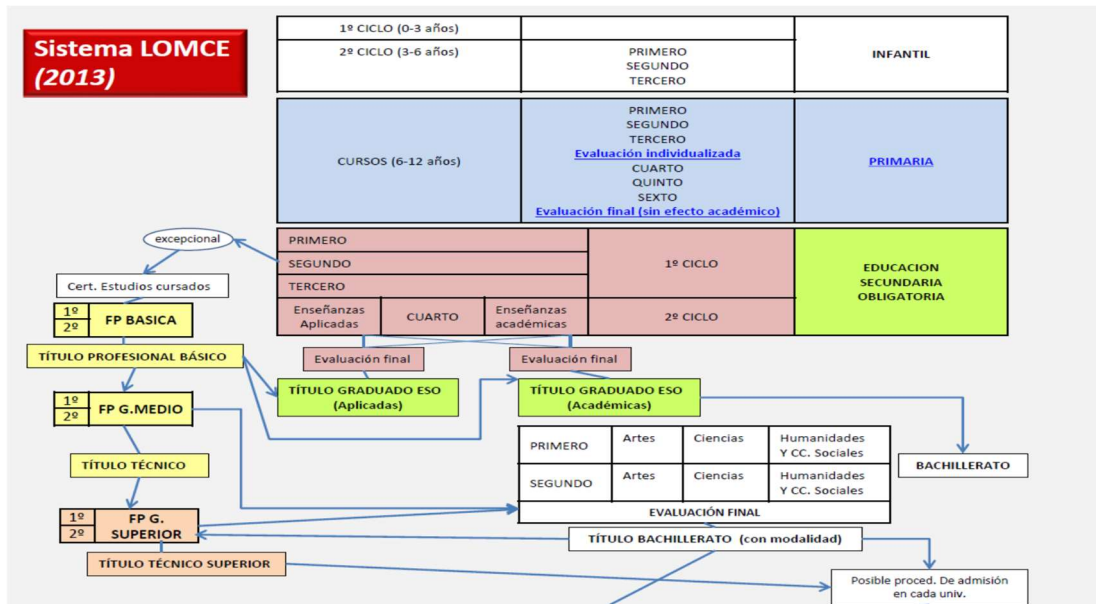 Sistema LOMCE
(2013)
1º CICLO (0-3 años)
2º CICLO (3-6 años)
PRIMERO
SEGUNDO
TERCERO
INFANTIL
CURSOS (6-12 años)
PRIMERO
SEGUNDO
TERCERO
Evaluación individualizada
CUARTO
QUINTO
SEXTO
Evaluación final (sin efecto académico)
PRIMARIA
excepcional
Cert. Estudios cursados
PRIMERO
SEGUNDO
TERCERO
1º CICLO
Enseñanzas
Aplicadas
CUARTO
Enseñanzas
académicas
2º CICLO
EDUCACION
SECUNDARIA
OBLIGATORIA
1º
2º
FP BASICA
TÍTULO PROFESIONAL BÁSICO
Evaluación final
Evaluación final
TÍTULO GRADUADO ESO
(Aplicadas)
TÍTULO GRADUADO ESO
(Académicas)
1º
2º
FP G.MEDIO
TÍTULO TÉCNICO
PRIMERO
Artes
Ciencias
Humanidades
Y CC. Sociales
SEGUNDO
Artes
Ciencias
Humanidades
Y CC. Sociales
EVALUACIÓN FINAL
BACHILLERATO
1º
2º
FP G.
SUPERIOR
TÍTULO BACHILLERATO (con modalidad)
TÍTULO TÉCNICO SUPERIOR
Posible proced. De admisión
en cada univ.